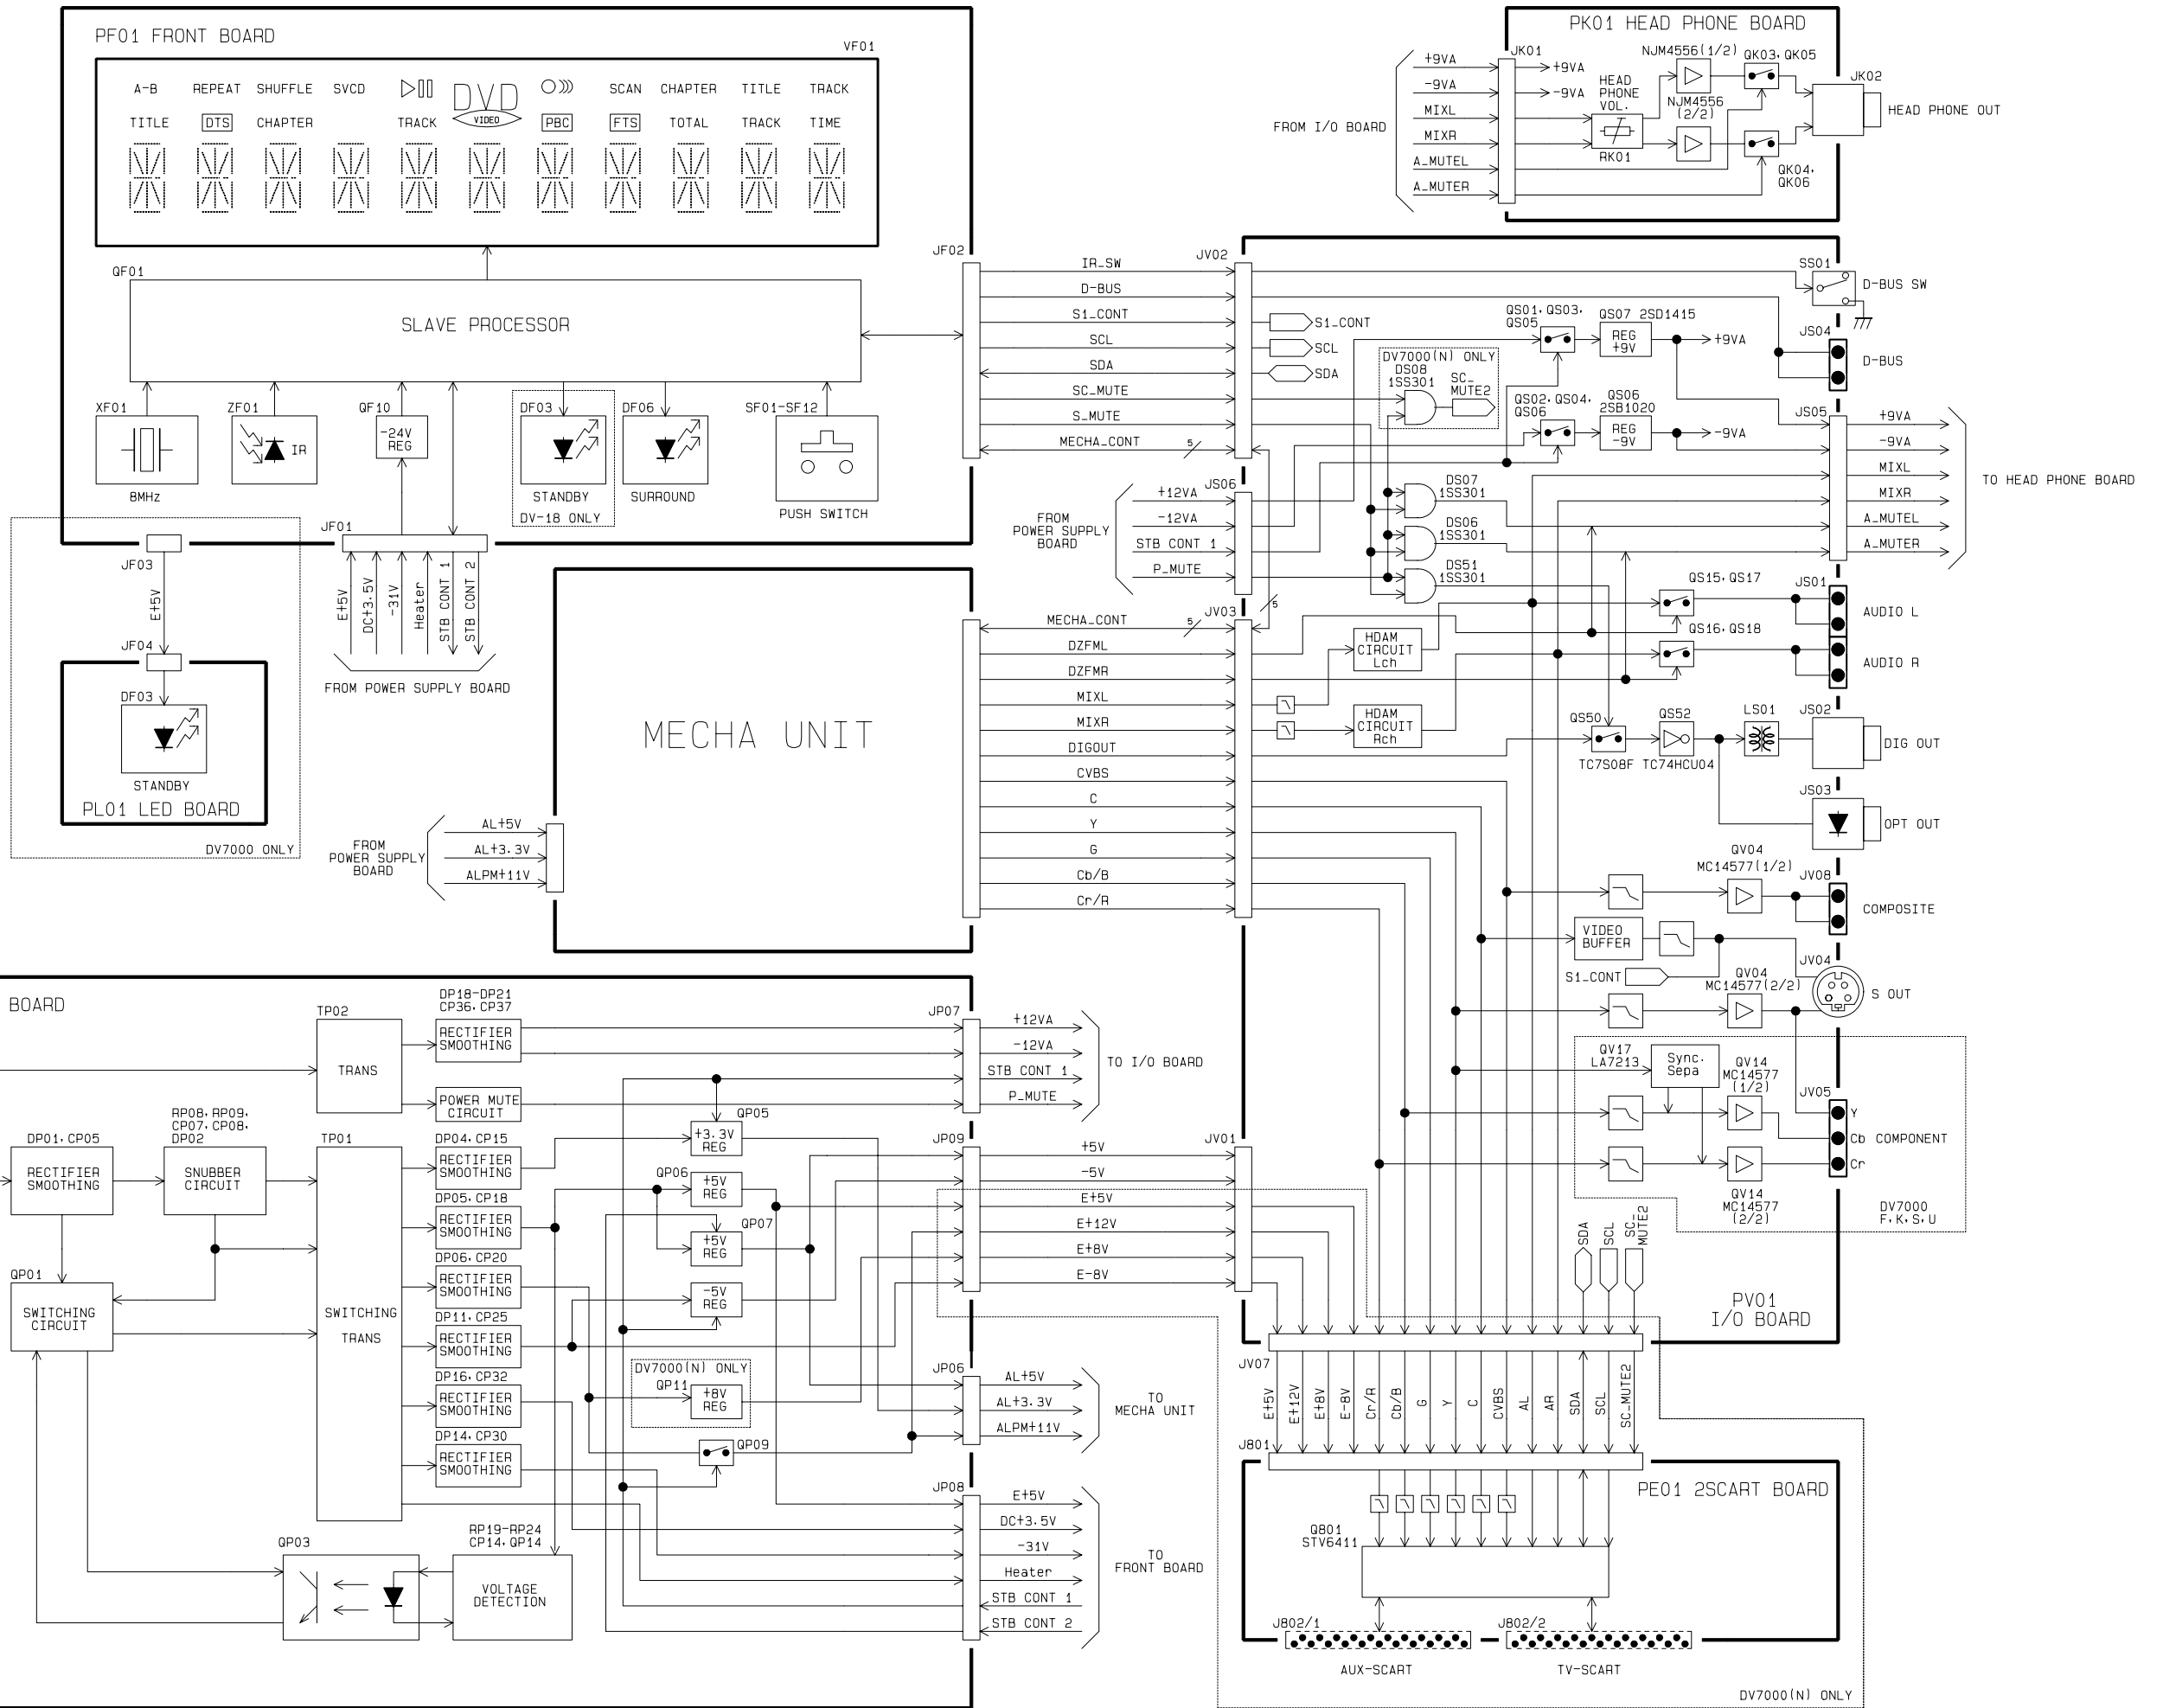 PF01 FRONT BOARD
VF01
A-B REPEAT SHUFFLE SVCD DVD SCAN CHAPTER TITLE TRACK
VIDEO
TITLE DTS CHAPTER TRACK PBC FTS TOTAL TRACK TIME
QF01
SLAVE PROCESSOR
JF02
XF01
8MHz
ZF01
IR
QF10
-24V
REG
DF03
STANDBY
DV-18 ONLY
DF06
SURROUND
SF01-SF12
PUSH SWITCH
JF03
E+5V
JF04
DF03
STANDBY
PL01 LED BOARD
DV7000 ONLY
JF01
E+5V
DC+3.5V
-31V
Heater
STB CONT 1
STB CONT 2
FROM POWER SUPPLY BOARD
MECHA UNIT
FROM
POWER SUPPLY
BOARD
AL+5V
AL+3.3V
ALPM+11V
PK01 HEAD PHONE BOARD
FROM I/O BOARD
+9VA
-9VA
MIXL
MIXR
A_MUTEL
A_MUTER
JK01
+9VA
-9VA
HEAD
PHONE
VOL.
RK01
NJM4556(1/2)
NJM4556
(2/2)
QK03, QK05
QK04,
QK06
JK02
HEAD PHONE OUT
JV02
IR_SW
D-BUS
S1_CONT
SCL
SDA
SC_MUTE
S_MUTE
MECHA_CONT
5
S1_CONT
SCL
SDA
DV7000(N) ONLY
DS08
1SS301
SC_
MUTE2
QS01, QS03,
QS05
QS07 2SD1415
REG
+9V
+9VA
QS02, QS04,
QS06
QS06
2SB1020
REG
-9V
-9VA
SS01
D-BUS SW
JS04
D-BUS
JS05
+9VA
-9VA
MIXL
MIXR
A_MUTEL
A_MUTER
TO HEAD PHONE BOARD
JS06
FROM
POWER SUPPLY
BOARD
+12VA
-12VA
STB CONT 1
P_MUTE
DS07
1SS301
DS06
1SS301
DS51
1SS301
5
JV03
MECHA_CONT
5
DZFML
DZFMR
MIXL
MIXR
DIGOUT
CVBS
C
Y
G
Cb/B
Cr/R
HDAM
CIRCUIT
Lch
HDAM
CIRCUIT
Rch
QS15, QS17
QS16, QS18
JS01
AUDIO L
AUDIO R
QS50
TC7S08F
QS52
TC74HCU04
LS01
JS02
DIG OUT
JS03
OPT OUT
QV04
MC14577(1/2)
JV08
COMPOSITE
VIDEO
BUFFER
S1_CONT
QV04
MC14577(2/2)
JV04
S OUT
QV17
LA7213
Sync.
Sepa
QV14
MC14577
(1/2)
QV14
MC14577
(2/2)
JV05
Y
Cb COMPONENT
Cr
DV7000
F, K, S, U
SDA
SCL
SC_
MUTE2
PV01
I/O BOARD
BOARD
TP02
TRANS
DP18-DP21
CP36, CP37
RECTIFIER
SMOOTHING
POWER MUTE
CIRCUIT
JP07
+12VA
-12VA
STB CONT 1
P_MUTE
TO I/O BOARD
DP01, CP05
RECTIFIER
SMOOTHING
RP08, RP09,
CP07, CP08,
DP02
SNUBBER
CIRCUIT
QP01
SWITCHING
CIRCUIT
TP01
SWITCHING
TRANS
DP04, CP15
RECTIFIER
SMOOTHING
DP05, CP18
RECTIFIER
SMOOTHING
DP06, CP20
RECTIFIER
SMOOTHING
DP11, CP25
RECTIFIER
SMOOTHING
DP16, CP32
RECTIFIER
SMOOTHING
DP14, CP30
RECTIFIER
SMOOTHING
QP05
+3.3V
REG
QP06
+5V
REG
QP07
+5V
REG
-5V
REG
DV7000(N) ONLY
QP11
+8V
REG
QP09
JP09
+5V
-5V
E+5V
E+12V
E+8V
E-8V
JV01
JP06
AL+5V
AL+3.3V
ALPM+11V
TO
MECHA UNIT
JP08
E+5V
DC+3.5V
-31V
Heater
STB CONT 1
STB CONT 2
TO
FRONT BOARD
QP03
RP19-RP24
CP14, QP14
VOLTAGE
DETECTION
JV07
E+5V
E+12V
E+8V
E-8V
Cr/R
Cb/B
G
Y
C
CVBS
AL
AR
SDA
SCL
SC_MUTE2
J801
PE01 2SCART BOARD
Q801
STV6411
J802/1
AUX-SCART
J802/2
TV-SCART
DV7000(N) ONLY